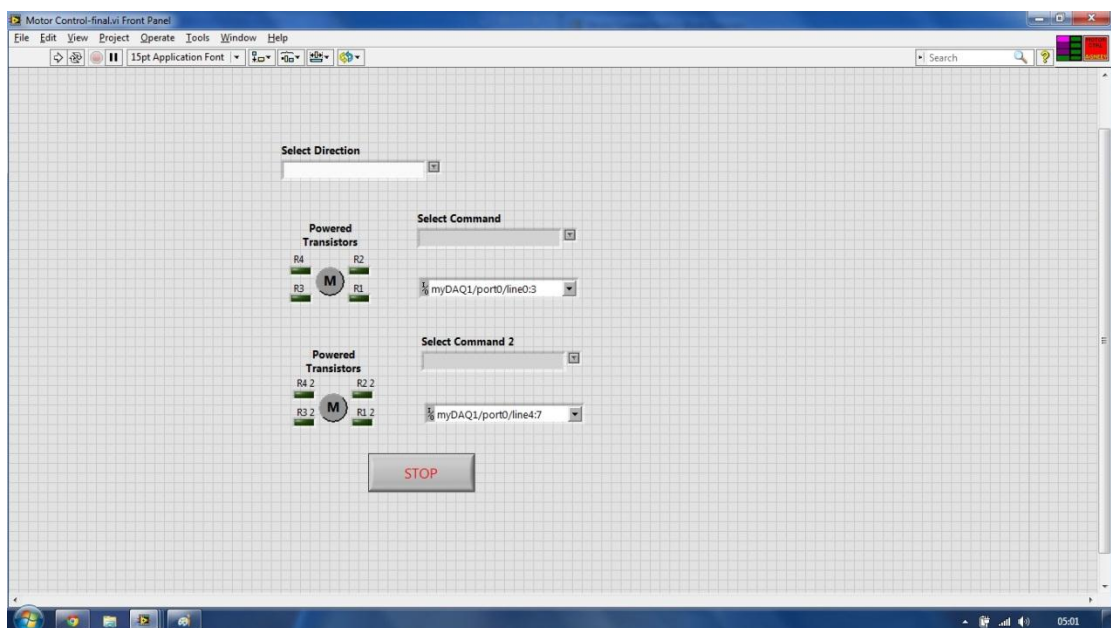 Motor Control-final.vi Front Panel
File Edit View Project Operate Tools Window Help
15pt Application Font
Search
Select Direction
Select Command
Powered
Transistors
R4 R2
M
R3 R1
myDAQ1/port0/line0:3
Select Command 2
Powered
Transistors
R4 2 R2 2
M
R3 2 R1 2
myDAQ1/port0/line4:7
STOP
05:01